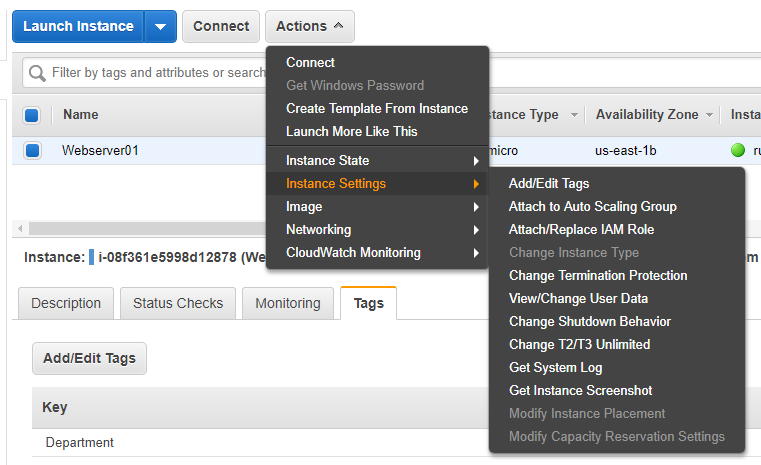 Launch Instance
Connect
Actions
Filter by tags and attributes or search
Connect
Get Windows Password
Create Template From Instance
Launch More Like This
Instance State
Instance Settings
Image
Networking
CloudWatch Monitoring
Name
Type
Availability Zone
Webserver01
micro
us-east-1b
Add/Edit Tags
Attach to Auto Scaling Group
Attach/Replace IAM Role
Change Instance Type
Change Termination Protection
View/Change User Data
Change Shutdown Behavior
Change T2/T3 Unlimited
Get System Log
Get Instance Screenshot
Modify Instance Placement
Modify Capacity Reservation Settings
Instance: i-08f361e5998d12878 (We
Description
Status Checks
Monitoring
Tags
Add/Edit Tags
Key
Department